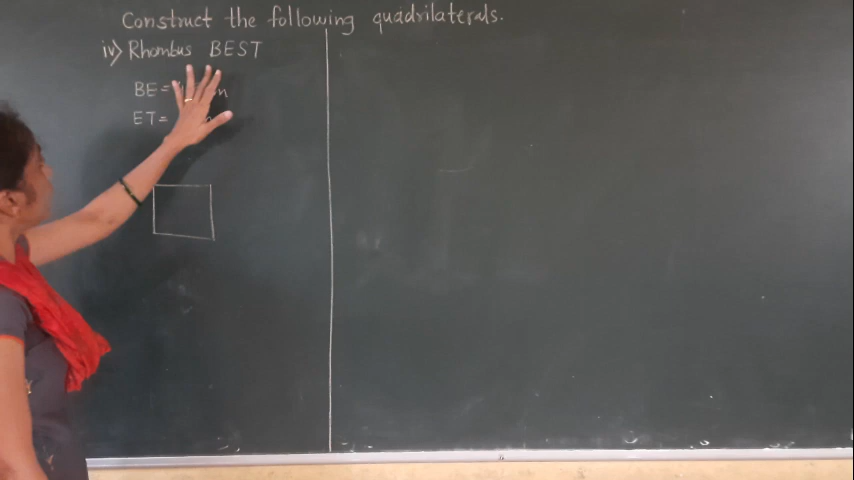 Construct the following quadrilaterals.
iv) Rhombus BEST
BE=
ET=